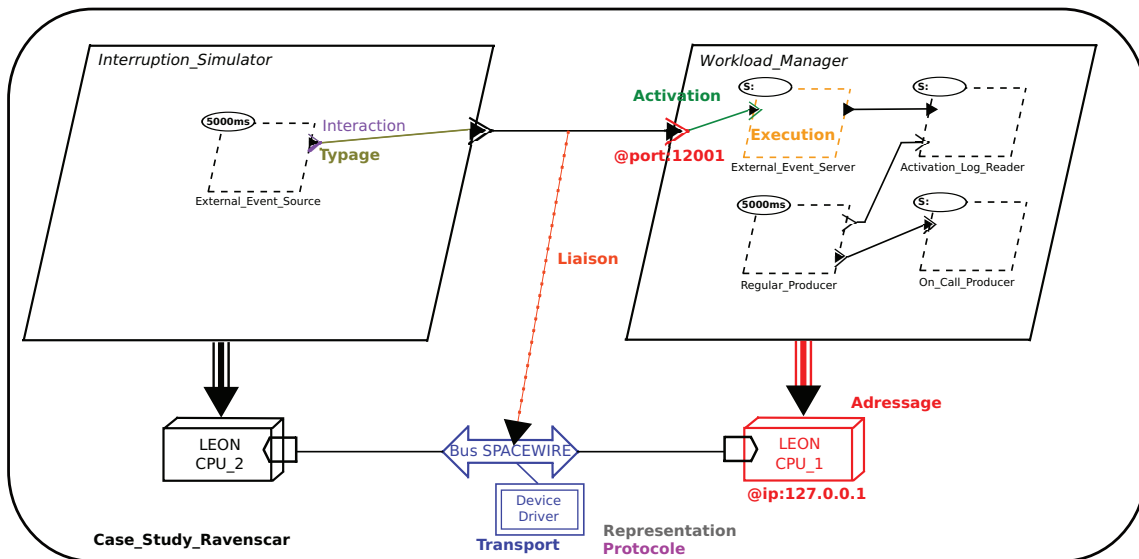 Interruption_Simulator
5000ms
Interaction
Typage
External_Event_Source
Workload_Manager
Activation
S:
S:
Execution
@port:12001
External_Event_Server
Activation_Log_Reader
5000ms
S:
Regular_Producer
On_Call_Producer
Liaison
Adressage
LEON
CPU_2
Bus SPACEWIRE
LEON
CPU_1
@ip:127.0.0.1
Device
Driver
Case_Study_Ravenscar
Transport
Representation
Protocole